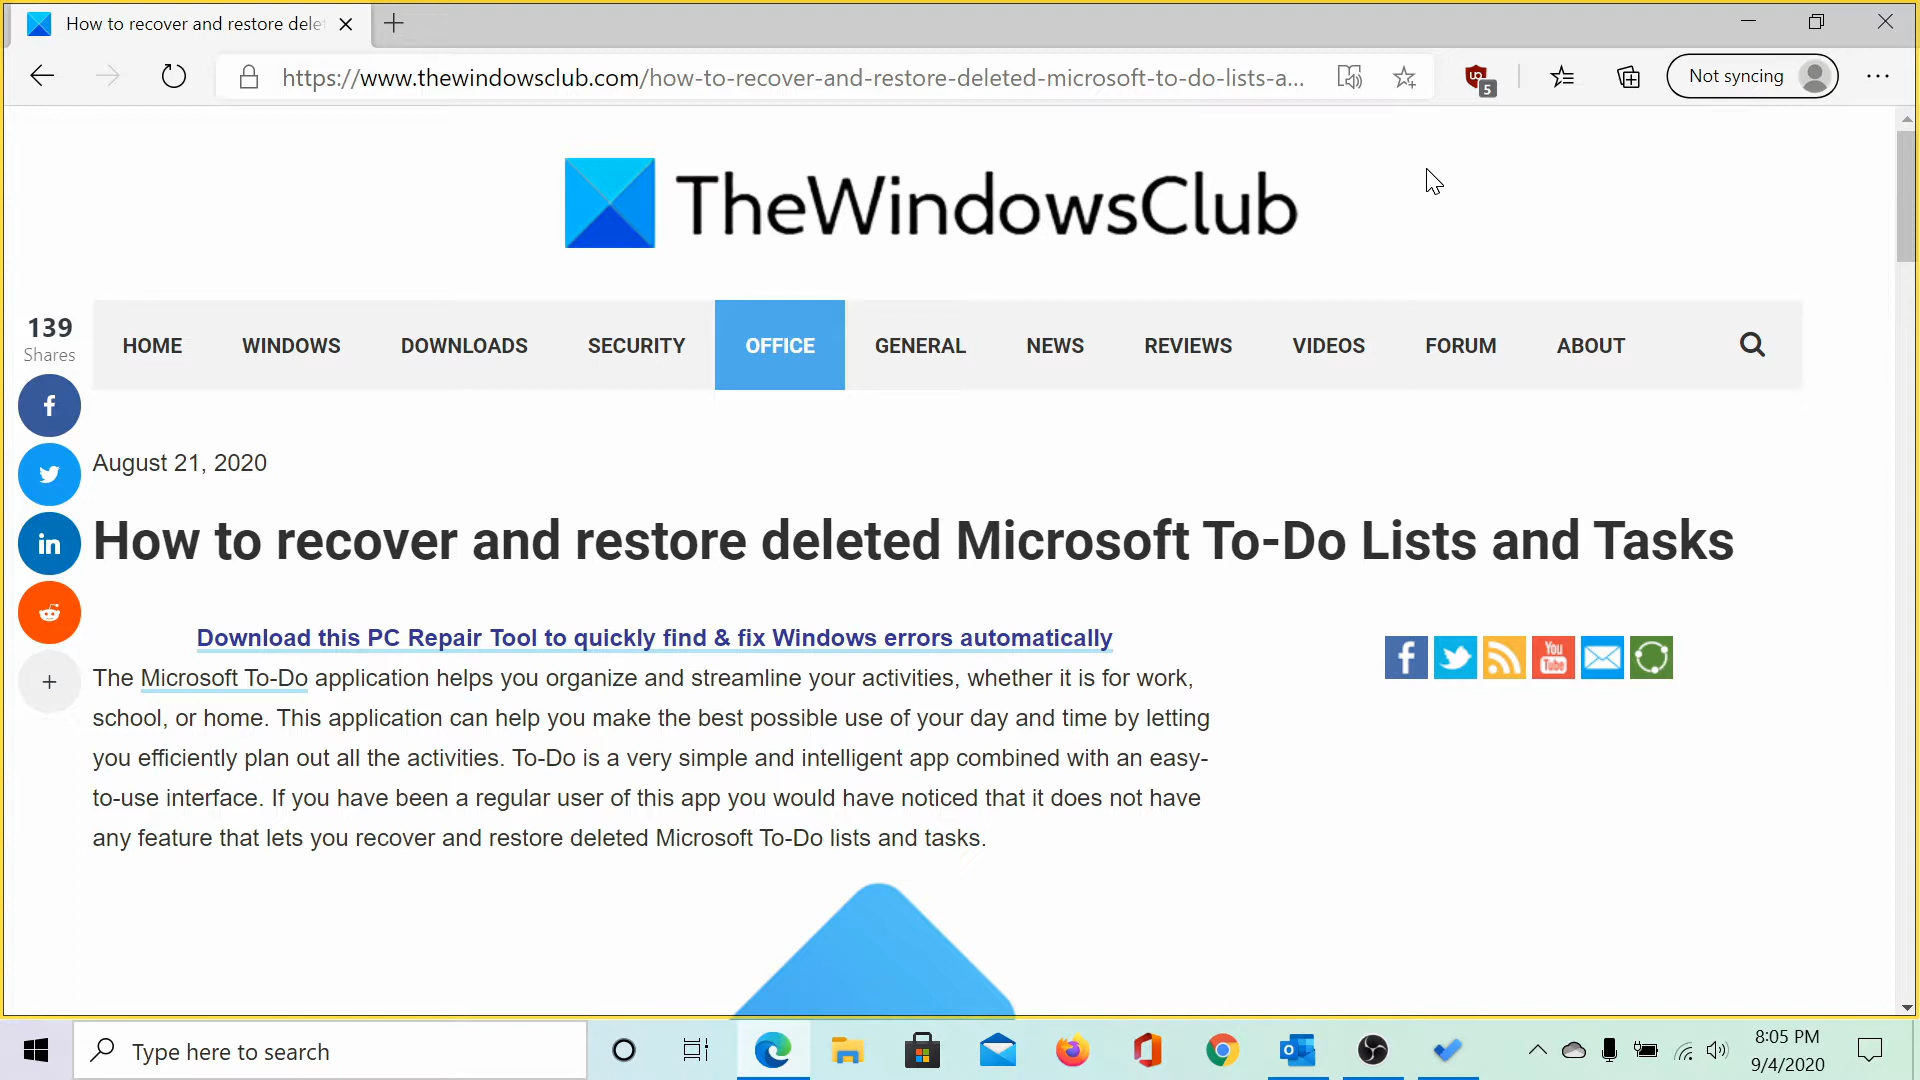 How to recover and restore dele
https://www.thewindowsclub.com/how-to-recover-and-restore-deleted-microsoft-to-do-lists-a...
5
Not syncing
TheWindowsClub
139
Shares
HOME WINDOWS DOWNLOADS SECURITY OFFICE GENERAL NEWS REVIEWS VIDEOS FORUM ABOUT
August 21, 2020
How to recover and restore deleted Microsoft To-Do Lists and Tasks
Download this PC Repair Tool to quickly find & fix Windows errors automatically
The Microsoft To-Do application helps you organize and streamline your activities, whether it is for work,
school, or home. This application can help you make the best possible use of your day and time by letting
you efficiently plan out all the activities. To-Do is a very simple and intelligent app combined with an easy-
to-use interface. If you have been a regular user of this app you would have noticed that it does not have
any feature that lets you recover and restore deleted Microsoft To-Do lists and tasks.
You
Tube
Type here to search
8:05 PM
9/4/2020